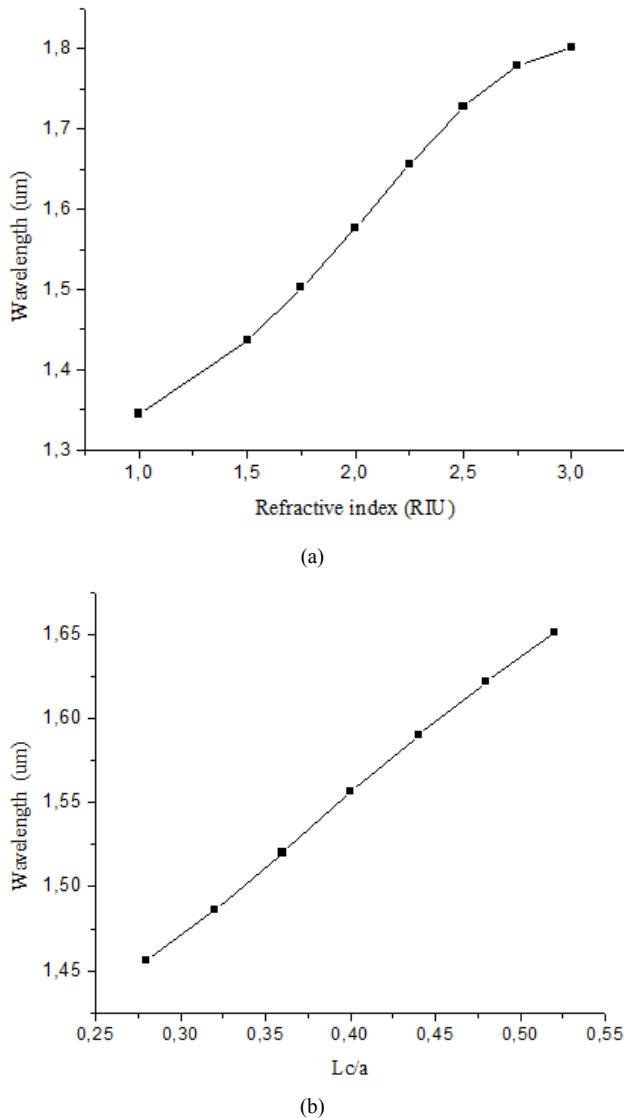 1,8
1,7
1,6
1,5
1,4
1,3
Wavelength (um)
1,0 1,5 2,0 2,5 3,0
Refractive index (RIU)
(a)
1,65
1,60
1,55
1,50
1,45
Wavelength (um)
0,25 0,30 0,35 0,40 0,45 0,50 0,55
Lc/a
(b)